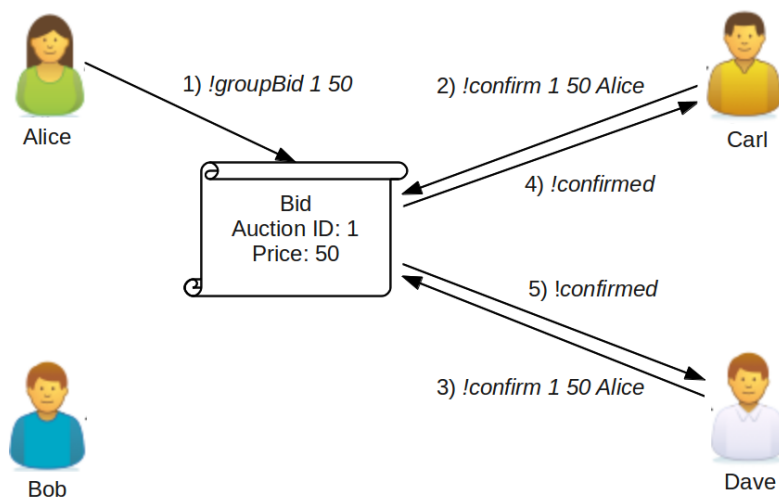 1) !groupBid 1 50
2) !confirm 1 50 Alice
Alice
Carl
4) !confirmed
Bid
Auction ID: 1
Price: 50
5) !confirmed
3) !confirm 1 50 Alice
Bob
Dave